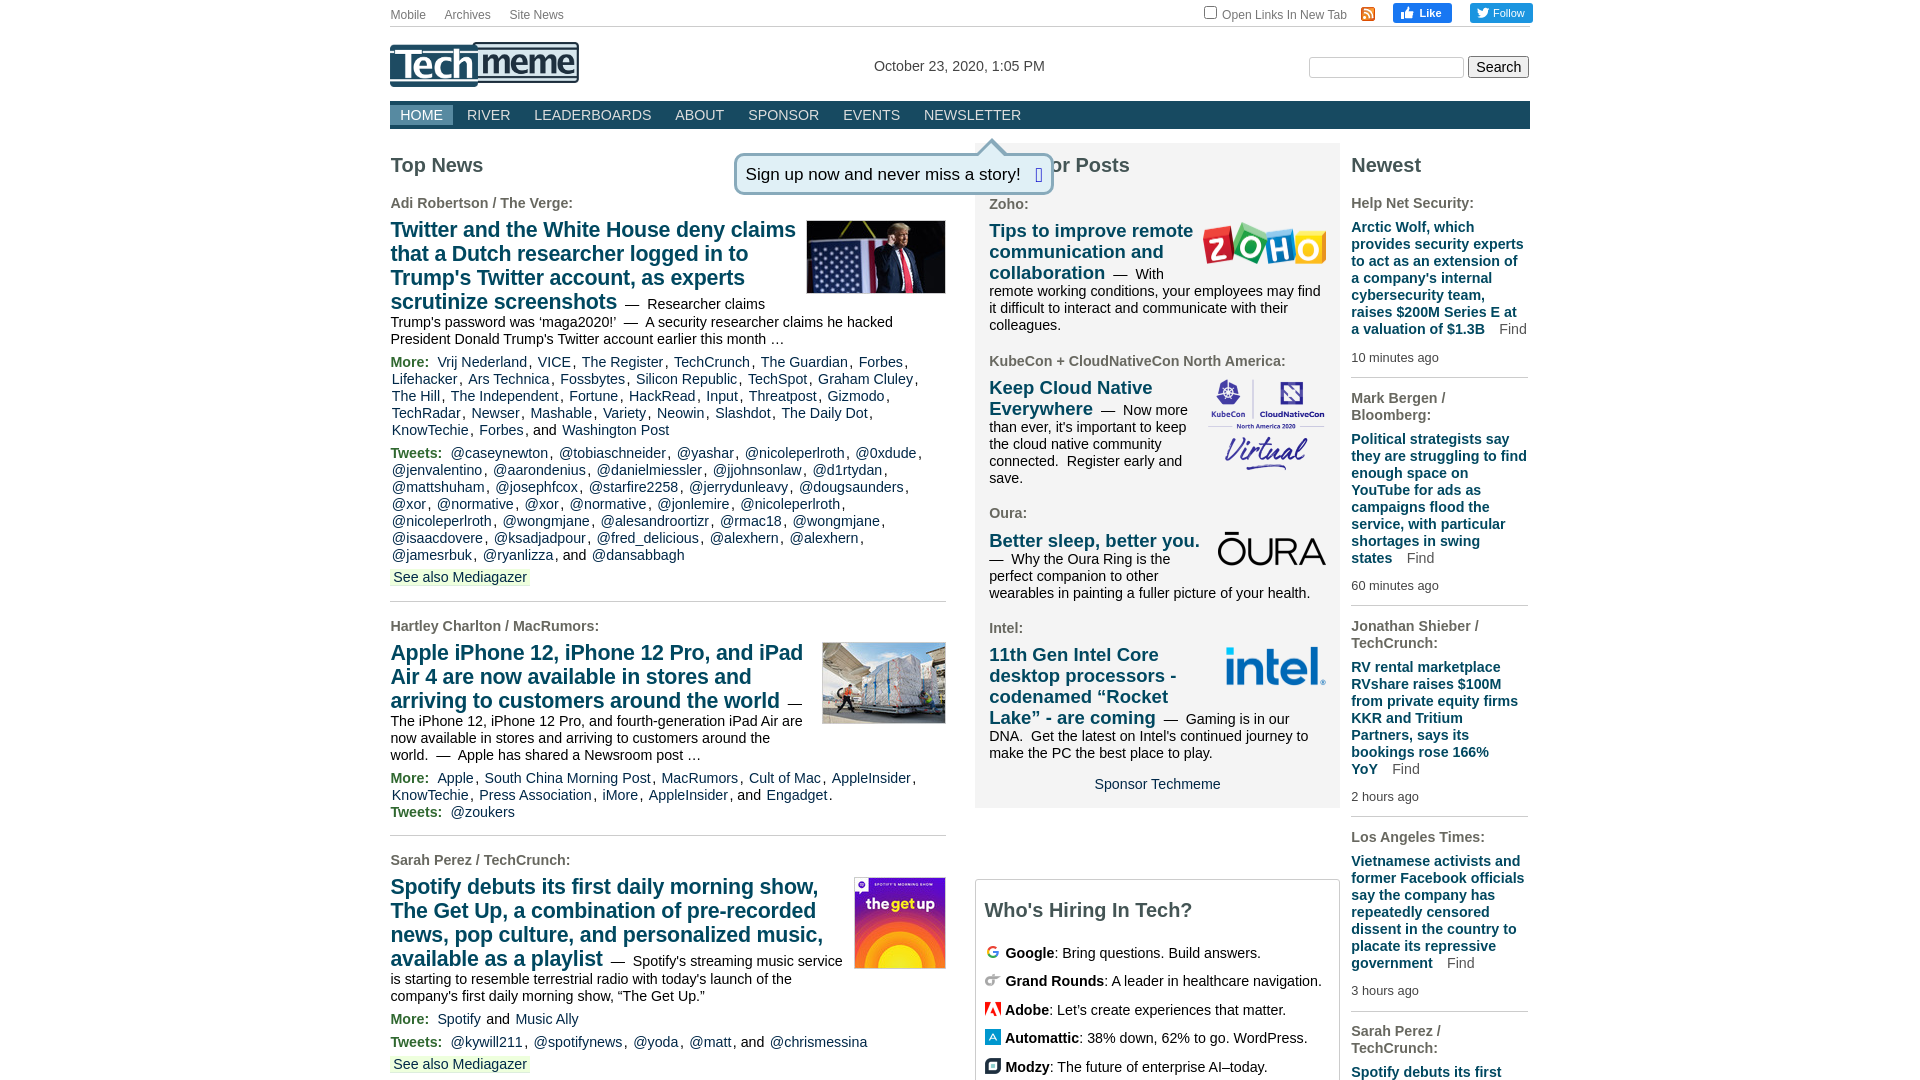 Mobile Archives Site News
Open Links In New Tab
Like
Follow
Techmeme
October 23, 2020, 1:05 PM
Search
HOME RIVER LEADERBOARDS ABOUT SPONSOR EVENTS NEWSLETTER
Sign up now and never miss a story!
Top News
Adi Robertson / The Verge:
Twitter and the White House deny claims
that a Dutch researcher logged in to
Trump's Twitter account, as experts
scrutinize screenshots — Researcher claims
Trump's password was ‘maga2020!’ — A security researcher claims he hacked
President Donald Trump's Twitter account earlier this month …
More: Vrij Nederland, VICE, The Register, TechCrunch, The Guardian, Forbes,
Lifehacker, Ars Technica, Fossbytes, Silicon Republic, TechSpot, Graham Cluley,
The Hill, The Independent, Fortune, HackRead, Input, Threatpost, Gizmodo,
TechRadar, Newser, Mashable, Variety, Neowin, Slashdot, The Daily Dot,
KnowTechie, Forbes, and Washington Post
Tweets: @caseynewton, @tobiaschneider, @yashar, @nicoleperlroth, @0xdude,
@jenvalentino, @aarondenius, @danielmiessler, @jjohnsonlaw, @d1rtydan,
@mattshuham, @josephfcox, @starfire2258, @jerrydunleavy, @dougsaunders,
@xor, @normative, @xor, @normative, @jonlemire, @nicoleperlroth,
@nicoleperlroth, @wongmjane, @alesandroortizr, @rmac18, @wongmjane,
@isaacdovere, @ksadjadpour, @fred_delicious, @alexhern, @alexhern,
@jamesrbuk, @ryanlizza, and @dansabbagh
See also Mediagazer
Hartley Charlton / MacRumors:
Apple iPhone 12, iPhone 12 Pro, and iPad
Air 4 are now available in stores and
arriving to customers around the world —
The iPhone 12, iPhone 12 Pro, and fourth-generation iPad Air are
now available in stores and arriving to customers around the
world. — Apple has shared a Newsroom post …
More: Apple, South China Morning Post, MacRumors, Cult of Mac, AppleInsider,
KnowTechie, Press Association, iMore, AppleInsider, and Engadget.
Tweets: @zoukers
Sarah Perez / TechCrunch:
Spotify debuts its first daily morning show,
The Get Up, a combination of pre-recorded
news, pop culture, and personalized music,
available as a playlist — Spotify's streaming music service
is starting to resemble terrestrial radio with today's launch of the
company's first daily morning show, “The Get Up.”
SPOTIFY'S MORNING SHOW
the get up
More: Spotify and Music Ally
Tweets: @kywill211, @spotifynews, @yoda, @matt, and @chrismessina
See also Mediagazer
or Posts
Zoho:
Tips to improve remote
communication and
collaboration — With
remote working conditions, your employees may find
it difficult to interact and communicate with their
colleagues.
ZOHO
KubeCon + CloudNativeCon North America:
Keep Cloud Native
Everywhere — Now more
than ever, it's important to keep
the cloud native community
connected. Register early and
save.
KubeCon CloudNativeCon
North America 2020
Virtual
Oura:
Better sleep, better you.
— Why the Oura Ring is the
perfect companion to other
wearables in painting a fuller picture of your health.
ŌURA
Intel:
11th Gen Intel Core
desktop processors -
codenamed “Rocket
Lake” - are coming — Gaming is in our
DNA. Get the latest on Intel's continued journey to
make the PC the best place to play.
intel
Sponsor Techmeme
Who's Hiring In Tech?
Google: Bring questions. Build answers.
Grand Rounds: A leader in healthcare navigation.
Adobe: Let’s create experiences that matter.
Automattic: 38% down, 62% to go. WordPress.
Modzy: The future of enterprise AI–today.
Newest
Help Net Security:
Arctic Wolf, which
provides security experts
to act as an extension of
a company's internal
cybersecurity team,
raises $200M Series E at
a valuation of $1.3B Find
10 minutes ago
Mark Bergen /
Bloomberg:
Political strategists say
they are struggling to find
enough space on
YouTube for ads as
campaigns flood the
service, with particular
shortages in swing
states Find
60 minutes ago
Jonathan Shieber /
TechCrunch:
RV rental marketplace
RVshare raises $100M
from private equity firms
KKR and Tritium
Partners, says its
bookings rose 166%
YoY Find
2 hours ago
Los Angeles Times:
Vietnamese activists and
former Facebook officials
say the company has
repeatedly censored
dissent in the country to
placate its repressive
government Find
3 hours ago
Sarah Perez /
TechCrunch:
Spotify debuts its first